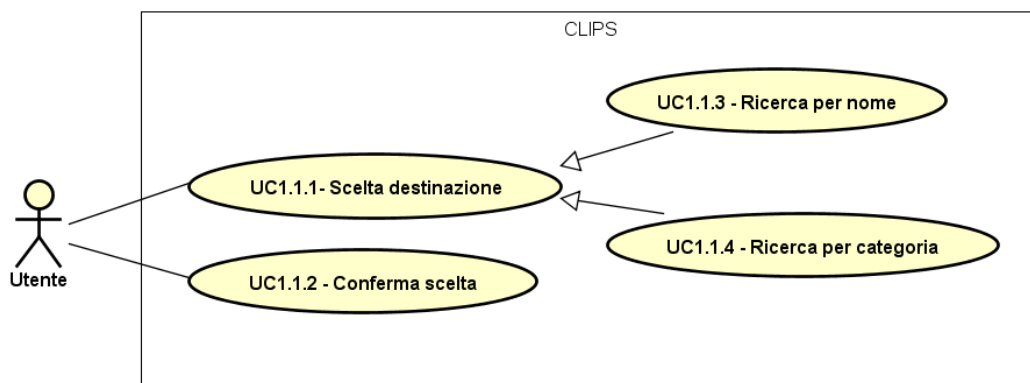 CLIPS
UC1.1.3 - Ricerca per nome
UC1.1.1- Scelta destinazione
UC1.1.4 - Ricerca per categoria
UC1.1.2 - Conferma scelta
Utente